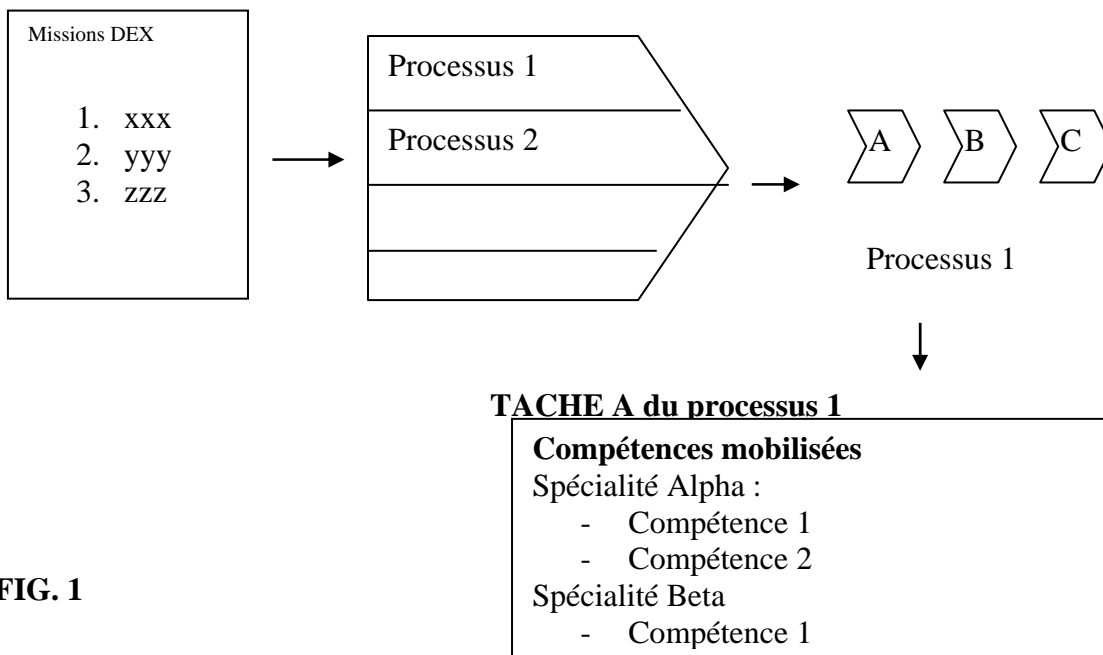 Missions DEX
1. xxx
2. yyy
3. zzz
Processus 1
Processus 2
A B C
Processus 1
TACHE A du processus 1
Compétences mobilisées
Spécialité Alpha :
- Compétence 1
- Compétence 2
Spécialité Beta
- Compétence 1
FIG. 1